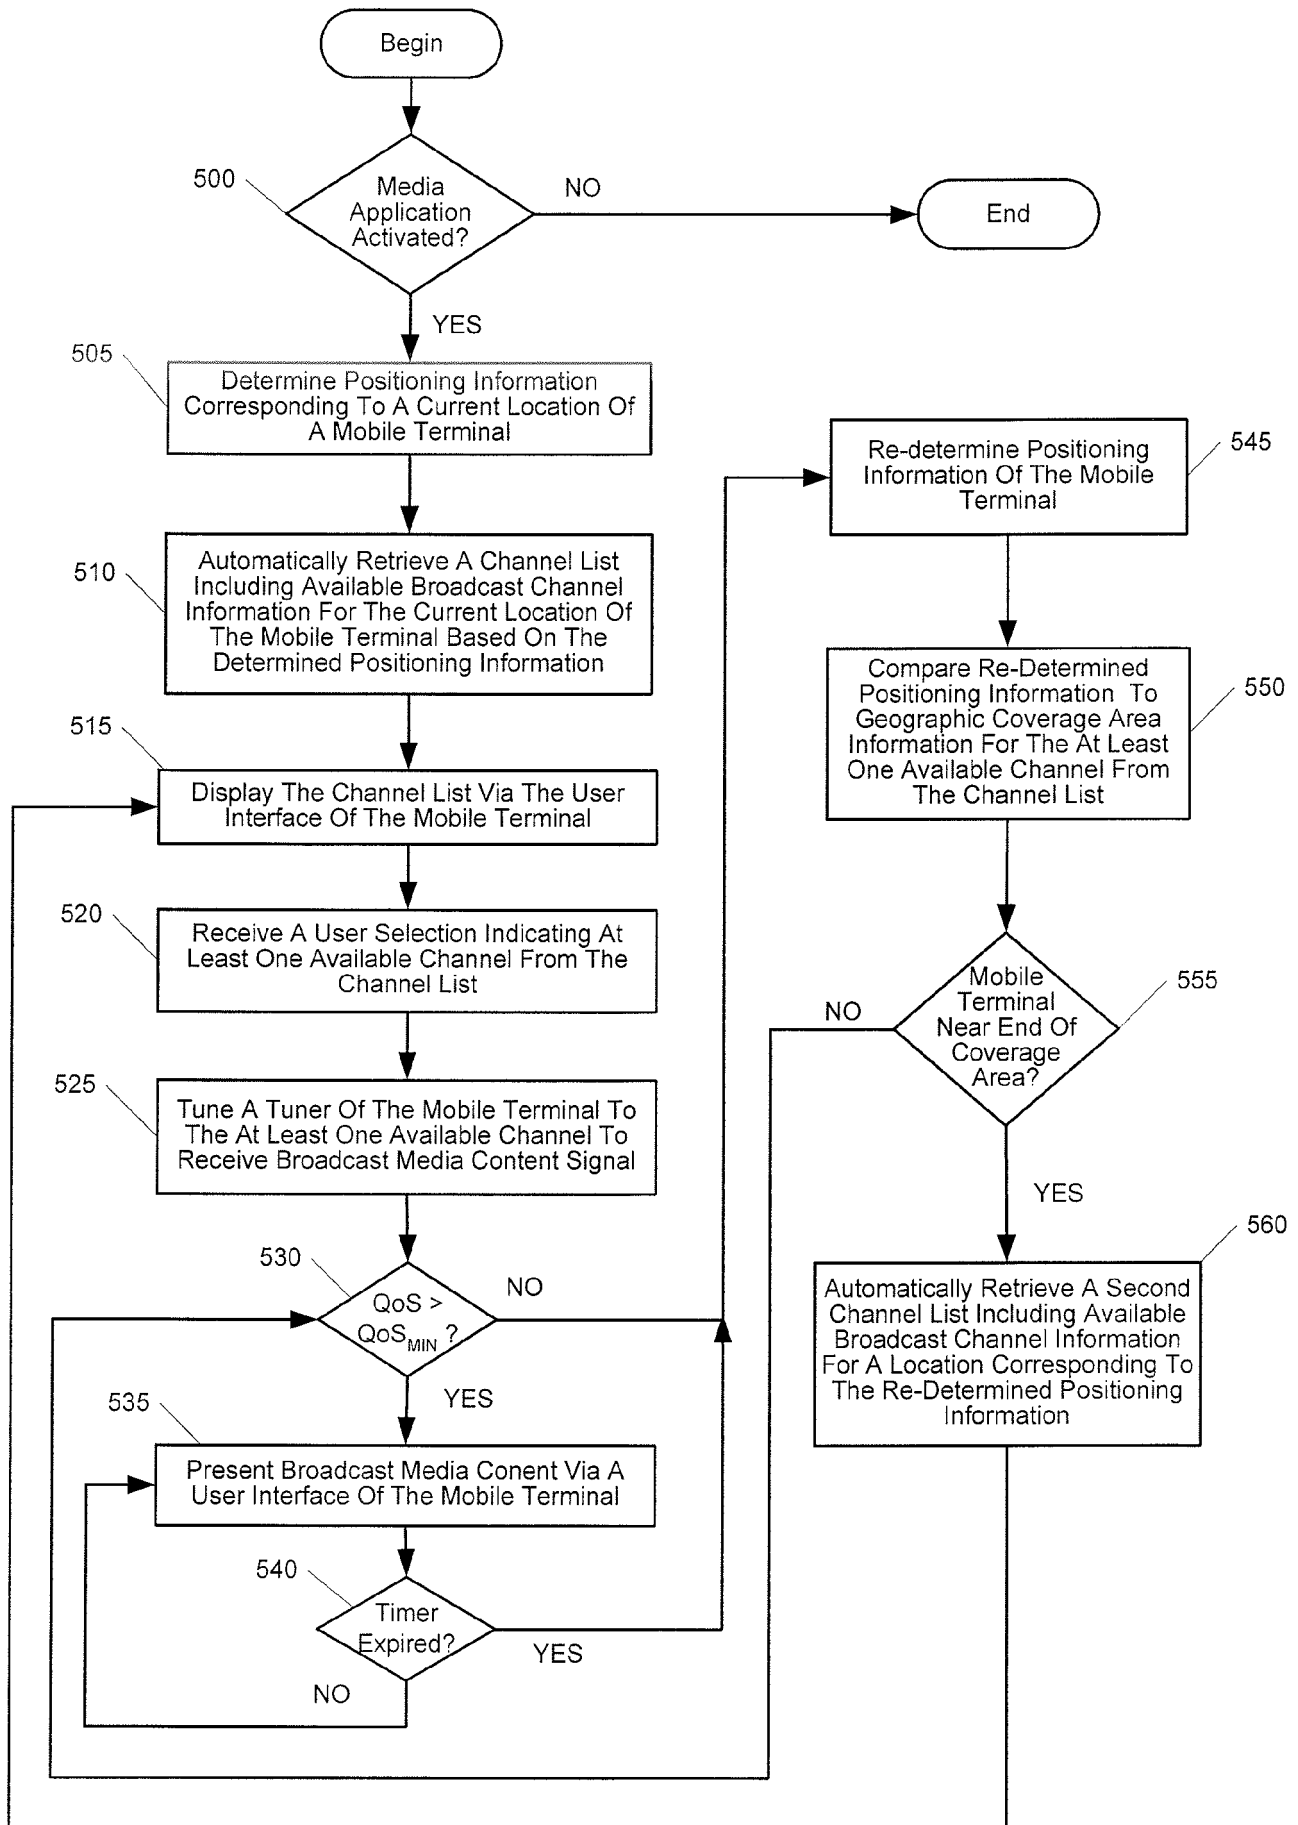 Begin
500
Media
Application
Activated?
NO
End
YES
505
Determine Positioning Information
Corresponding To A Current Location Of
A Mobile Terminal
510
Automatically Retrieve A Channel List
Including Available Broadcast Channel
Information For The Current Location Of
The Mobile Terminal Based On The
Determined Positioning Information
515
Display The Channel List Via The User
Interface Of The Mobile Terminal
520
Receive A User Selection Indicating At
Least One Available Channel From The
Channel List
525
Tune A Tuner Of The Mobile Terminal To
The At Least One Available Channel To
Receive Broadcast Media Content Signal
530
QoS >
QoSMIN ?
NO
YES
535
Present Broadcast Media Conent Via A
User Interface Of The Mobile Terminal
540
Timer
Expired?
YES
NO
Re-determine Positioning
Information Of The Mobile
Terminal
545
Compare Re-Determined
Positioning Information To
Geographic Coverage Area
Information For The At Least
One Available Channel From
The Channel List
550
Mobile
Terminal
Near End Of
Coverage
Area?
555
NO
YES
560
Automatically Retrieve A Second
Channel List Including Available
Broadcast Channel Information
For A Location Corresponding To
The Re-Determined Positioning
Information